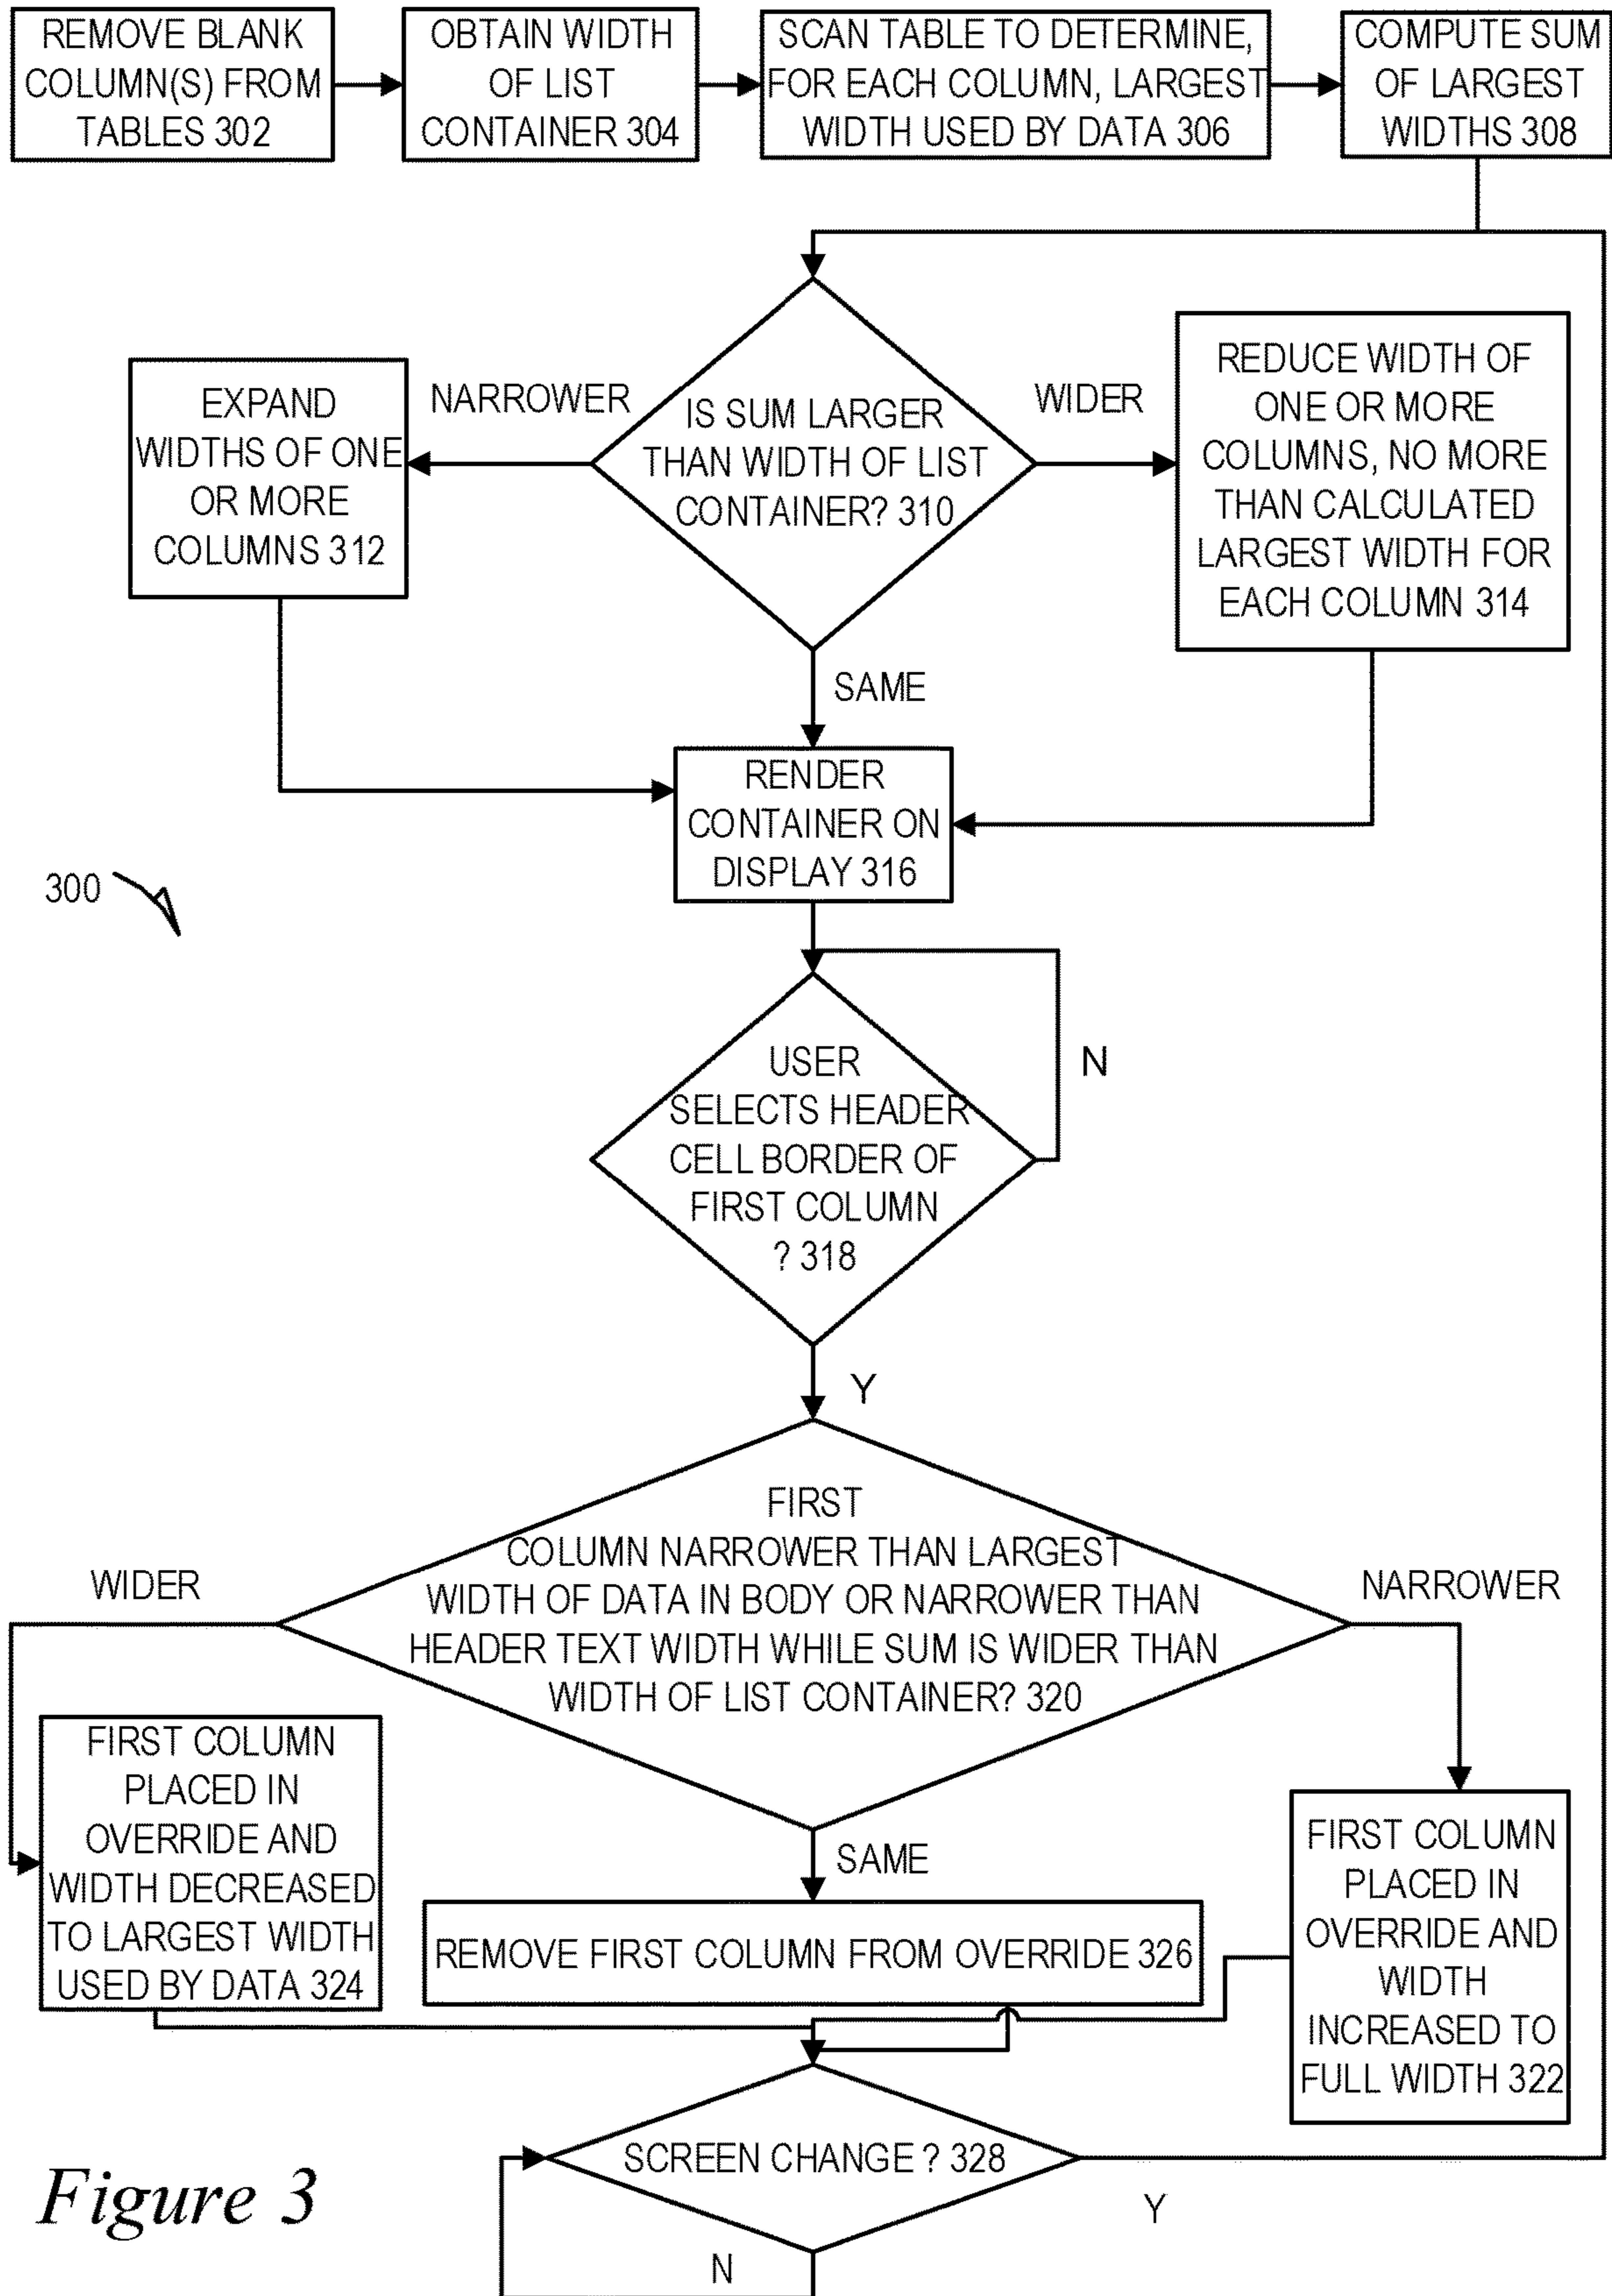 REMOVE BLANK
COLUMN(S) FROM
TABLES 302
OBTAIN WIDTH
OF LIST
CONTAINER 304
SCAN TABLE TO DETERMINE,
FOR EACH COLUMN, LARGEST
WIDTH USED BY DATA 306
COMPUTE SUM
OF LARGEST
WIDTHS 308
EXPAND
WIDTHS OF ONE
OR MORE
COLUMNS 312
NARROWER
IS SUM LARGER
THAN WIDTH OF LIST
CONTAINER? 310
WIDER
REDUCE WIDTH OF
ONE OR MORE
COLUMNS, NO MORE
THAN CALCULATED
LARGEST WIDTH FOR
EACH COLUMN 314
SAME
RENDER
CONTAINER ON
DISPLAY 316
300
USER
SELECTS HEADER
CELL BORDER OF
FIRST COLUMN
? 318
N
Y
FIRST
COLUMN NARROWER THAN LARGEST
WIDTH OF DATA IN BODY OR NARROWER THAN
HEADER TEXT WIDTH WHILE SUM IS WIDER THAN
WIDTH OF LIST CONTAINER? 320
WIDER
NARROWER
FIRST COLUMN
PLACED IN
OVERRIDE AND
WIDTH DECREASED
TO LARGEST WIDTH
USED BY DATA 324
SAME
REMOVE FIRST COLUMN FROM OVERRIDE 326
FIRST COLUMN
PLACED IN
OVERRIDE AND
WIDTH
INCREASED TO
FULL WIDTH 322
SCREEN CHANGE ? 328
Y
N
Figure 3